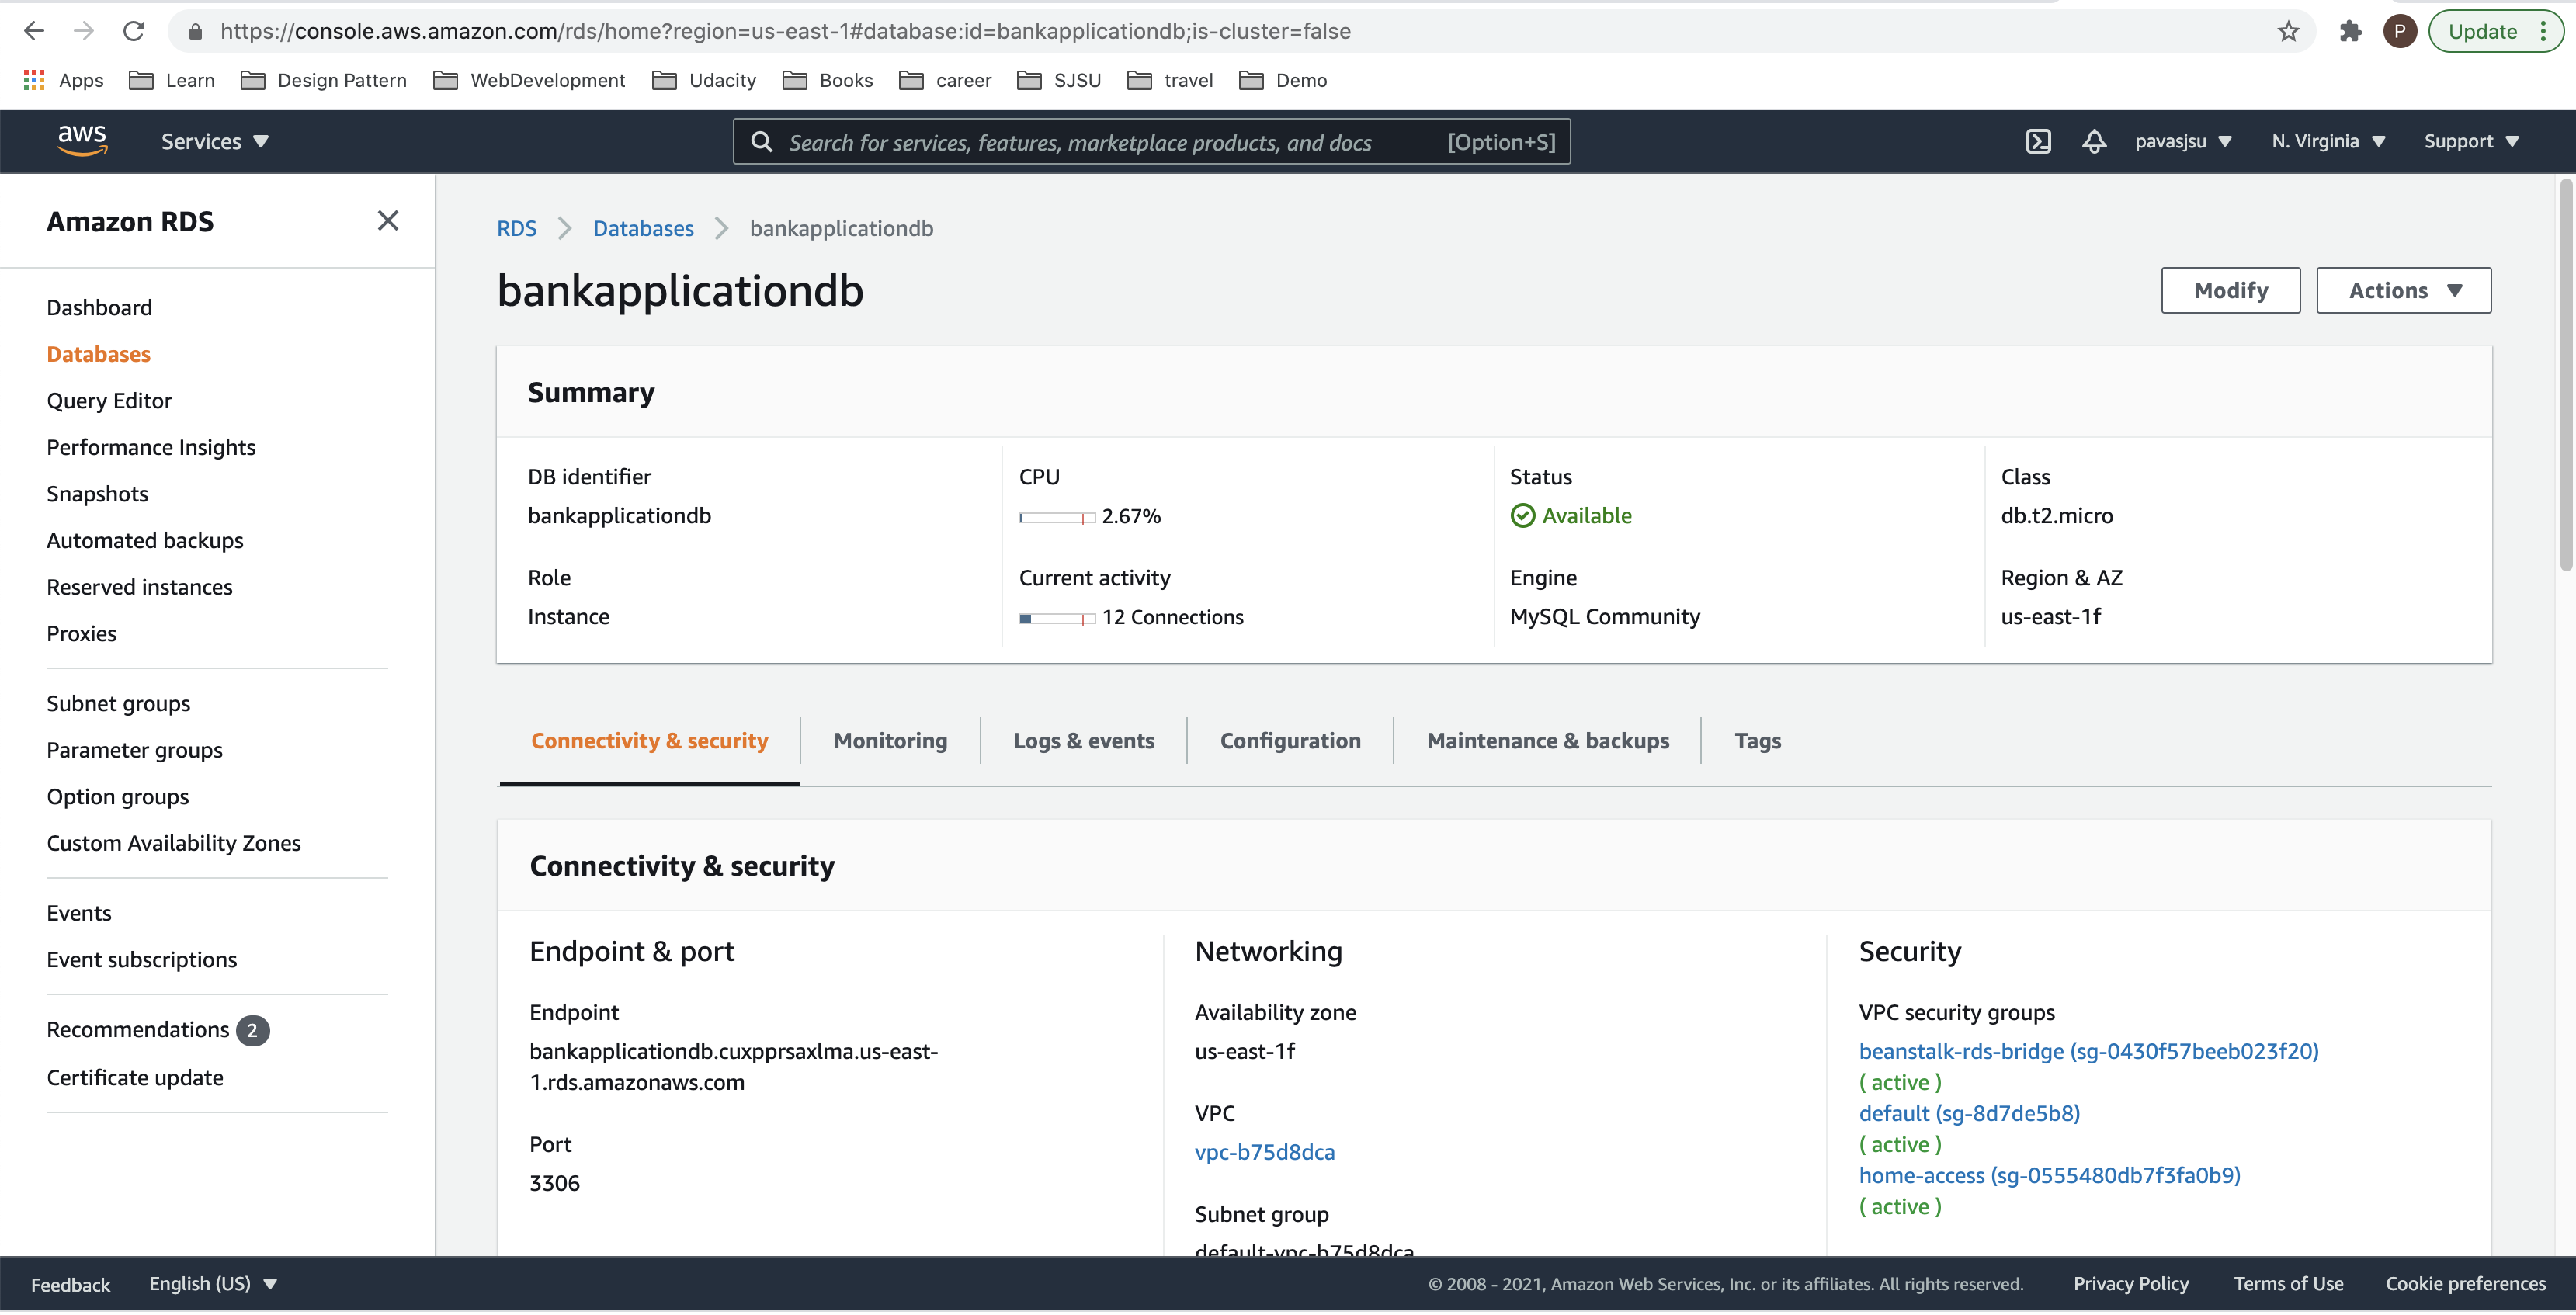 https://console.aws.amazon.com/rds/home?region=us-east-1#database:id=bankapplicationdb;is-cluster=false
P
Update
Apps
Learn
Design Pattern
WebDevelopment
Udacity
Books
career
SJSU
travel
Demo
aws
Services
Search for services, features, marketplace products, and docs
[Option+S]
pavasjsu
N. Virginia
Support
Amazon RDS
Dashboard
Databases
Query Editor
Performance Insights
Snapshots
Automated backups
Reserved instances
Proxies
Subnet groups
Parameter groups
Option groups
Custom Availability Zones
Events
Event subscriptions
Recommendations 2
Certificate update
RDS
Databases
bankapplicationdb
bankapplicationdb
Modify
Actions
Summary
DB identifier
bankapplicationdb
CPU
2.67%
Status
Available
Class
db.t2.micro
Role
Instance
Current activity
12 Connections
Engine
MySQL Community
Region & AZ
us-east-1f
Connectivity & security
Monitoring
Logs & events
Configuration
Maintenance & backups
Tags
Connectivity & security
Endpoint & port
Endpoint
bankapplicationdb.cuxpprsaxlma.us-east-
1.rds.amazonaws.com
Port
3306
Networking
Availability zone
us-east-1f
VPC
vpc-b75d8dca
Subnet group
default-vpc-b75d8dca
Security
VPC security groups
beanstalk-rds-bridge (sg-0430f57beeb023f20)
( active )
default (sg-8d7de5b8)
( active )
home-access (sg-0555480db7f3fa0b9)
( active )
Feedback
English (US)
© 2008 - 2021, Amazon Web Services, Inc. or its affiliates. All rights reserved.
Privacy Policy
Terms of Use
Cookie preferences